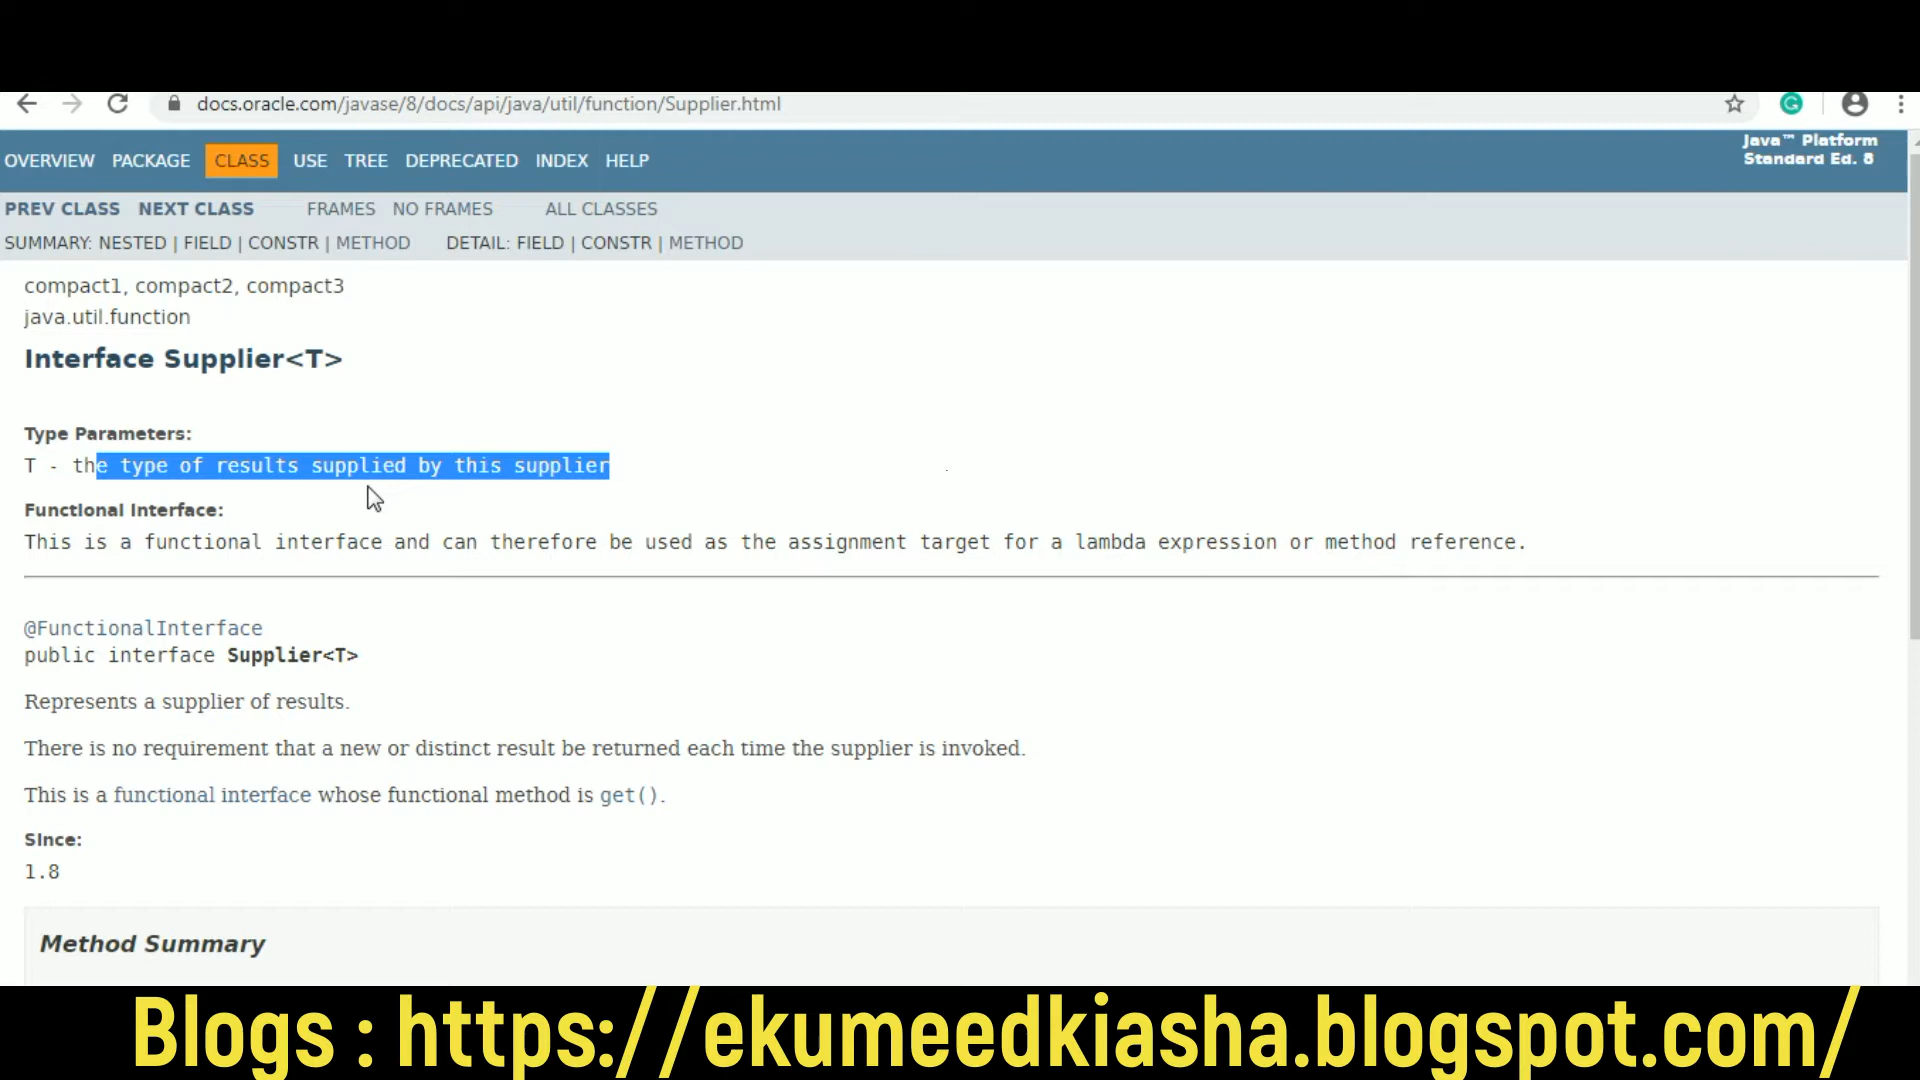 docs.oracle.com/javase/8/docs/api/java/util/function/Supplier.html
Java™ Platform
Standard Ed. 8
OVERVIEW PACKAGE CLASS USE TREE DEPRECATED INDEX HELP
PREV CLASS NEXT CLASS FRAMES NO FRAMES ALL CLASSES
SUMMARY: NESTED | FIELD | CONSTR | METHOD DETAIL: FIELD | CONSTR | METHOD
compact1, compact2, compact3
java.util.function
Interface Supplier<T>
Type Parameters:
T - the type of results supplied by this supplier
Functional Interface:
This is a functional interface and can therefore be used as the assignment target for a lambda expression or method reference.
@FunctionalInterface
public interface Supplier<T>
Represents a supplier of results.
There is no requirement that a new or distinct result be returned each time the supplier is invoked.
This is a functional interface whose functional method is get().
Since:
1.8
Method Summary
Blogs : https://ekumeedkiasha.blogspot.com/